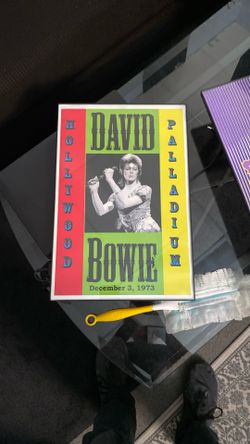 HOLLYWOOD
DAVID
BOWIE
December 3, 1973
PALLADIUM